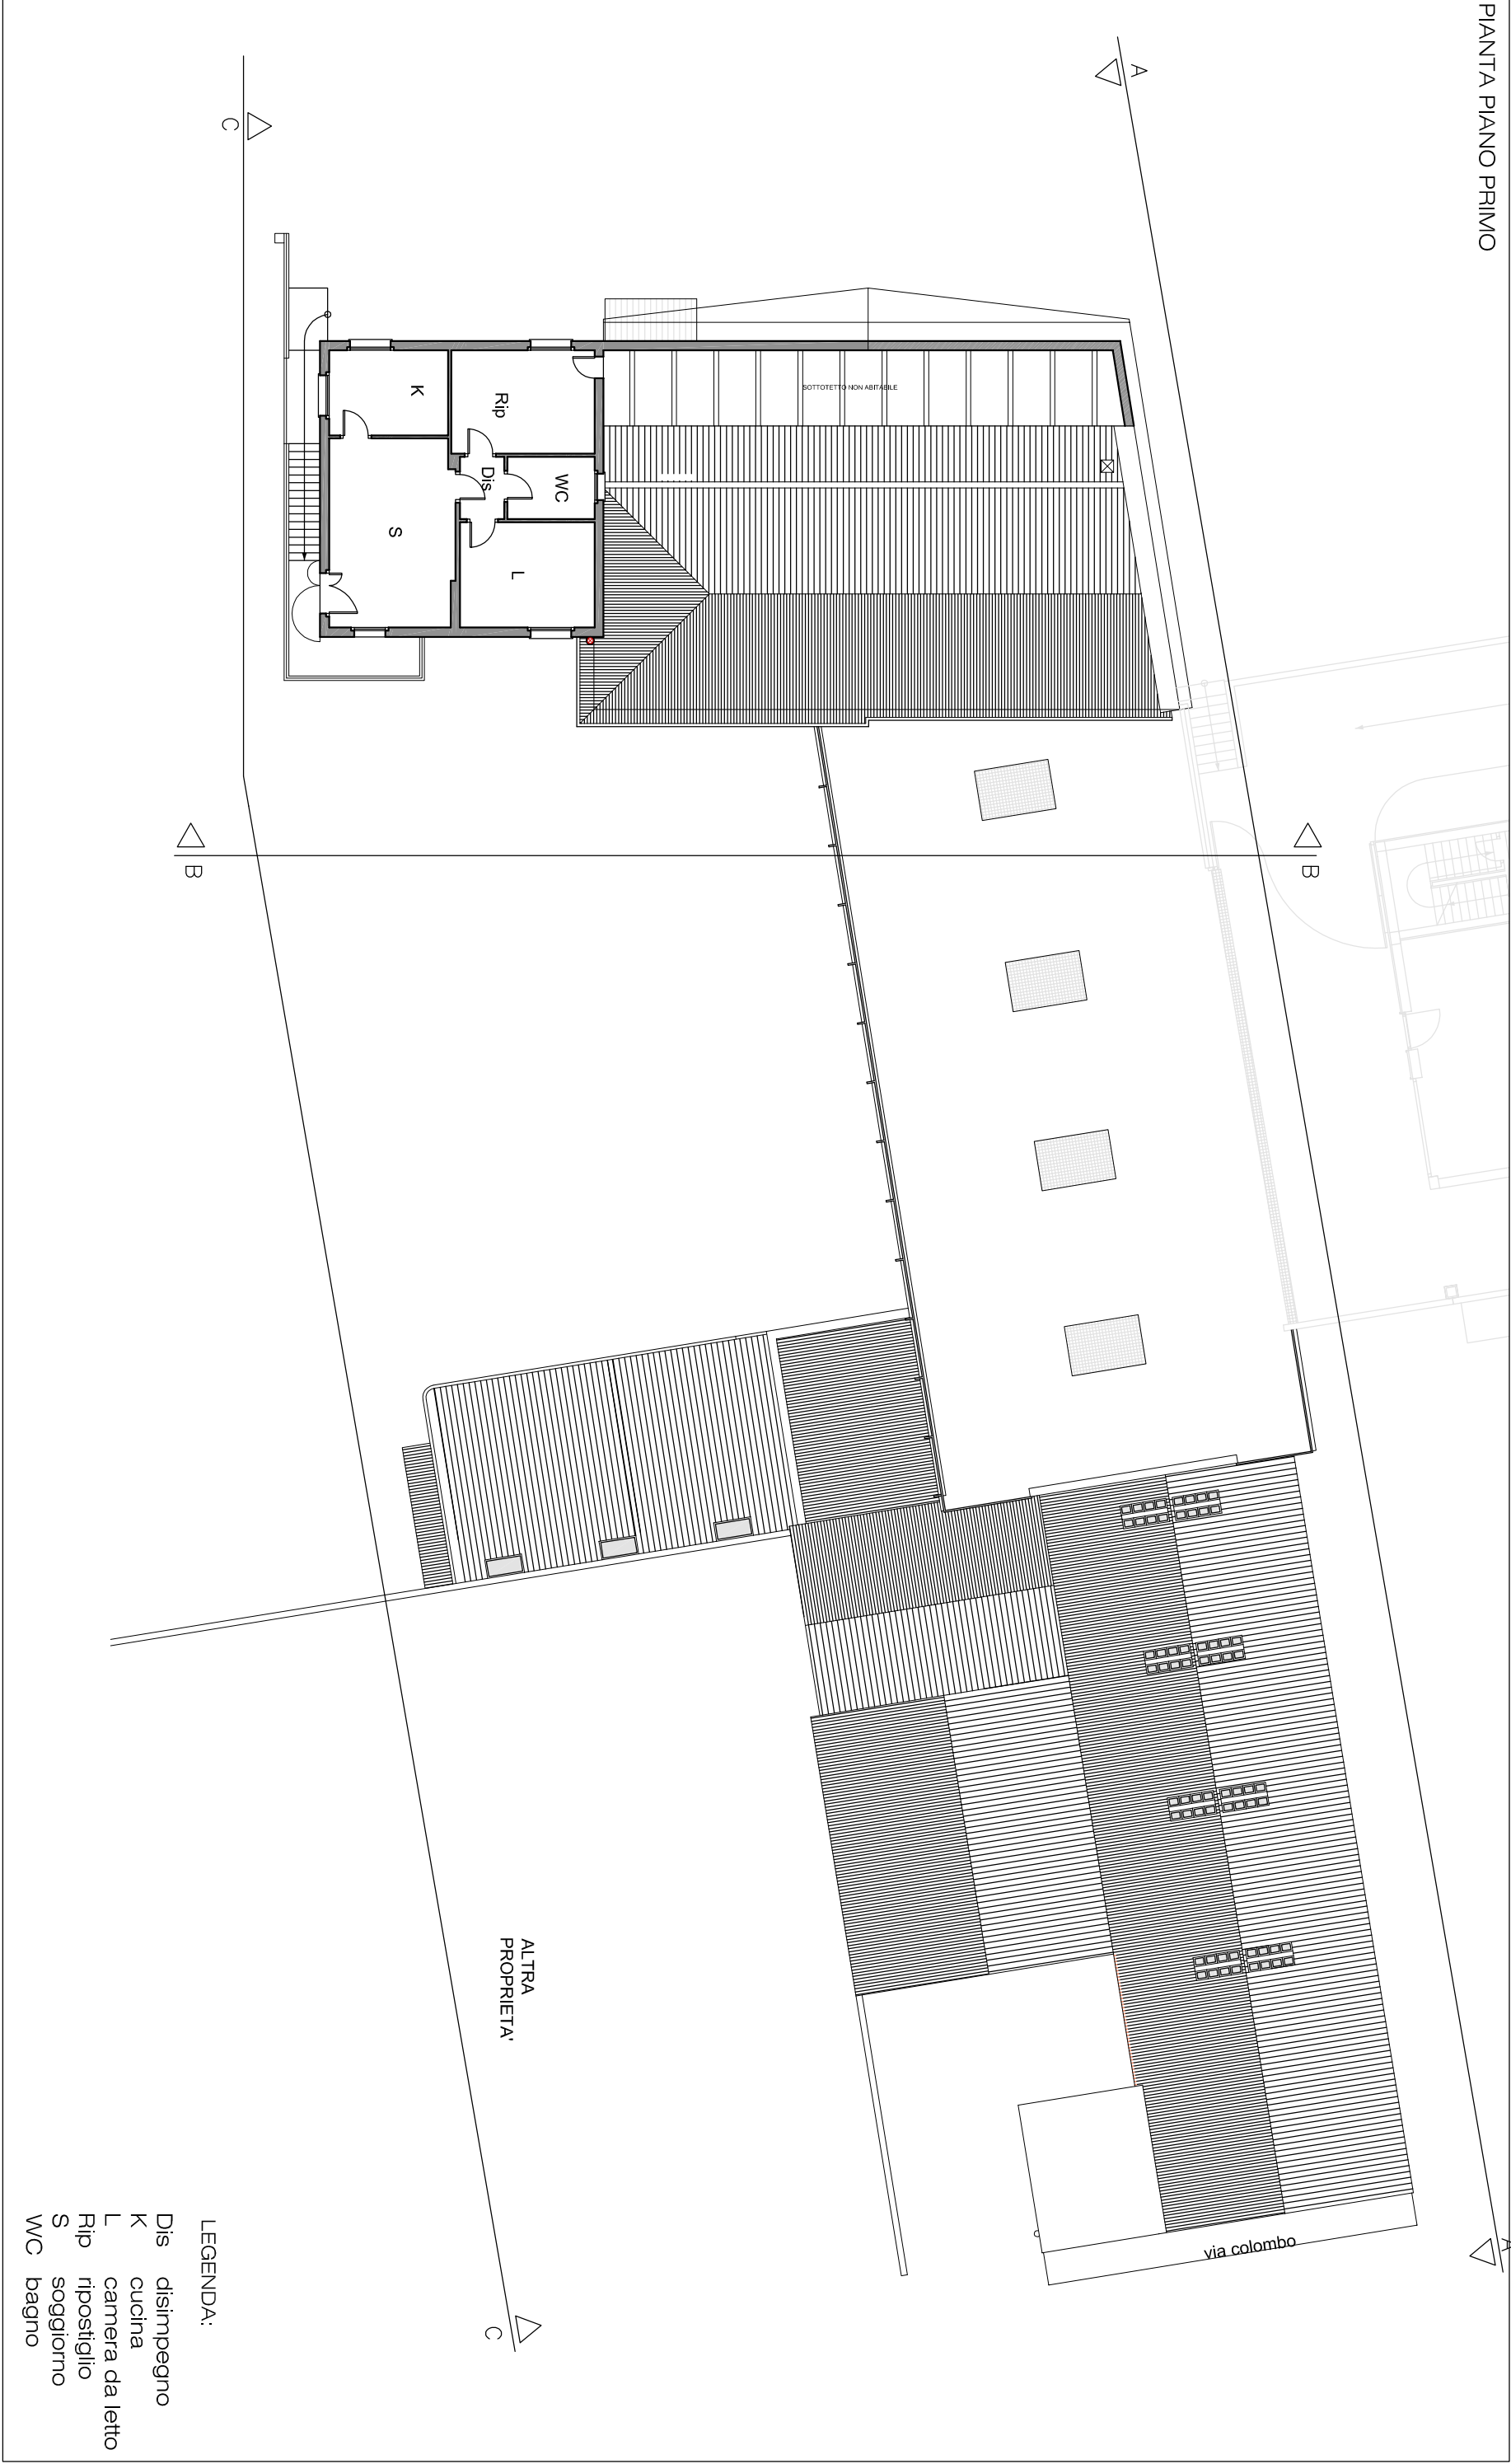 PIANTA PIANO PRIMO
A
C
SOTTOTETTO NON ABITABILE
K
Rip
Dis
WC
S
L
B
B
ALTRA
PROPRIETA'
via colombo
A
C
LEGENDA:
Dis disimpegno
K cucina
L camera da letto
Rip ripostiglio
S soggiorno
WC bagno